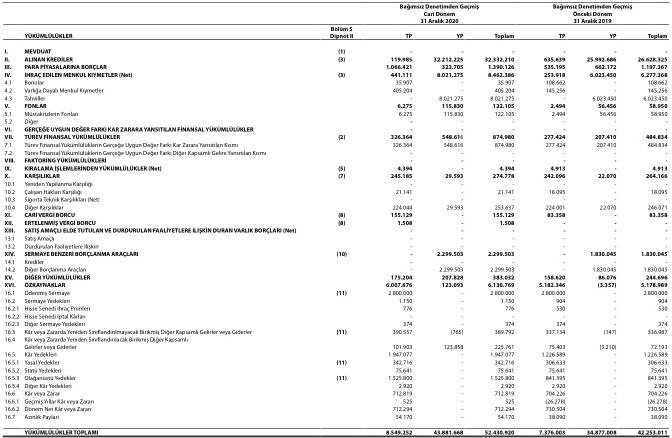 Bağımsız Denetimden Geçmiş Bağımsız Denetimden Geçmiş
Cari Dönem Önceki Dönem
31 Aralık 2020 31 Aralık 2019
Bölüm 5
YÜKÜMLÜLÜKLER Dipnot II TP YP Toplam TP YP Toplam
I. MEVDUAT (1) - - - - - -
II. ALINAN KREDİLER (3) 119.985 32.212.225 32.332.210 635.639 25.992.686 26.628.325
III. PARA PİYASALARINA BORÇLAR 1.066.421 323.705 1.390.126 535.195 662.172 1.197.367
IV. İHRAÇ EDİLEN MENKUL KIYMETLER (Net) (3) 441.111 8.021.275 8.462.386 253.918 6.023.450 6.277.368
4.1 Bonolar 35.907 - 35.907 108.662 - 108.662
4.2 Varlığa Dayalı Menkul Kıymetler 405.204 - 405.204 145.256 - 145.256
4.3 Tahviller - 8.021.275 8.021.275 - 6.023.450 6.023.450
V. FONLAR 6.275 115.830 122.105 2.494 56.456 58.950
5.1 Müstakrizlerin Fonları 6.275 115.830 122.105 2.494 56.456 58.950
5.2 Diğer - - - - - -
VI. GERÇEĞE UYGUN DEĞER FARKI KAR ZARARA YANSITILAN FİNANSAL YÜKÜMLÜLÜKLER - - - - - -
VII. TÜREV FİNANSAL YÜKÜMLÜLÜKLER (2) 326.364 548.616 874.980 277.424 207.410 484.834
7.1 Türev Finansal Yükümlülüklerin Gerçeğe Uygun Değer Farkı Kar Zarara Yansıtılan Kısmı 326.364 548.616 874.980 277.424 207.410 484.834
7.2 Türev Finansal Yükümlülüklerin Gerçeğe Uygun Değer Farkı Diğer Kapsamlı Gelire Yansıtılan Kısmı - - - - - -
VIII. FAKTORİNG YÜKÜMLÜLÜKLERİ - - - - - -
IX. KİRALAMA İŞLEMLERİNDEN YÜKÜMLÜLÜKLER (Net) (5) 4.394 - 4.394 4.913 - 4.913
X. KARŞILIKLAR (7) 245.185 29.593 274.778 242.096 22.070 264.166
10.1 Yeniden Yapılanma Karşılığı - - - - - -
10.2 Çalışan Hakları Karşılığı 21.141 - 21.141 18.095 - 18.095
10.3 Sigorta Teknik Karşılıkları (Net) - - - - - -
10.4 Diğer Karşılıklar 224.044 29.593 253.637 224.001 22.070 246.071
XI. CARİ VERGİ BORCU (8) 155.129 - 155.129 83.358 - 83.358
XII. ERTELENMİŞ VERGİ BORCU (8) 1.508 - 1.508 - - -
XIII. SATIŞ AMAÇLI ELDE TUTULAN VE DURDURULAN FAALİYETLERE İLİŞKİN DURAN VARLIK BORÇLARI (Net) - - - - - -
13.1 Satış Amaçlı - - - - - -
13.2 Durdurulan Faaliyetlere İlişkin - - - - - -
XIV. SERMAYE BENZERİ BORÇLANMA ARAÇLARI (10) - 2.299.503 2.299.503 - 1.830.045 1.830.045
14.1 Krediler - - - - - -
14.2 Diğer Borçlanma Araçları - 2.299.503 2.299.503 - 1.830.045 1.830.045
XV. DİĞER YÜKÜMLÜLÜKLER 175.204 207.828 383.032 158.620 86.076 244.696
XVI. ÖZKAYNAKLAR 6.007.676 123.093 6.130.769 5.182.346 (3.357) 5.178.989
16.1 Ödenmiş Sermaye (11) 2.800.000 - 2.800.000 2.800.000 - 2.800.000
16.2 Sermaye Yedekleri 1.150 - 1.150 904 - 904
16.2.1 Hisse Senedi İhraç Primleri 776 - 776 530 - 530
16.2.2 Hisse Senedi İptal Kârları - - - - - -
16.2.3 Diğer Sermaye Yedekleri 374 - 374 374 - 374
16.3 Kâr veya Zararda Yeniden Sınıflandırılmayacak Birikmiş Diğer Kapsamlı Gelirler veya Giderler (11) 390.557 (765) 389.792 337.134 (147) 336.987
16.4 Kâr veya Zararda Yeniden Sınıflandırılacak Birikmiş Diğer Kapsamlı
Gelirler veya Giderler 101.903 123.858 225.761 75.403 (3.210) 72.193
16.5 Kâr Yedekleri 1.947.077 - 1.947.077 1.226.589 - 1.226.589
16.5.1 Yasal Yedekler (11) 342.716 - 342.716 306.633 - 306.633
16.5.2 Statü Yedekleri 75.641 - 75.641 75.641 - 75.641
16.5.3 Olağanüstü Yedekler (11) 1.525.800 - 1.525.800 841.395 - 841.395
16.5.4 Diğer Kâr Yedekleri 2.920 - 2.920 2.920 - 2.920
16.6 Kâr veya Zarar 712.819 - 712.819 704.226 - 704.226
16.6.1 Geçmiş Yıllar Kâr veya Zararı 525 - 525 (26.278) - (26.278)
16.6.2 Dönem Net Kâr veya Zararı 712.294 - 712.294 730.504 - 730.504
16.7 Azınlık Payları 54.170 - 54.170 38.090 - 38.090
YÜKÜMLÜLÜKLER TOPLAMI 8.549.252 43.881.668 52.430.920 7.376.003 34.877.008 42.253.011